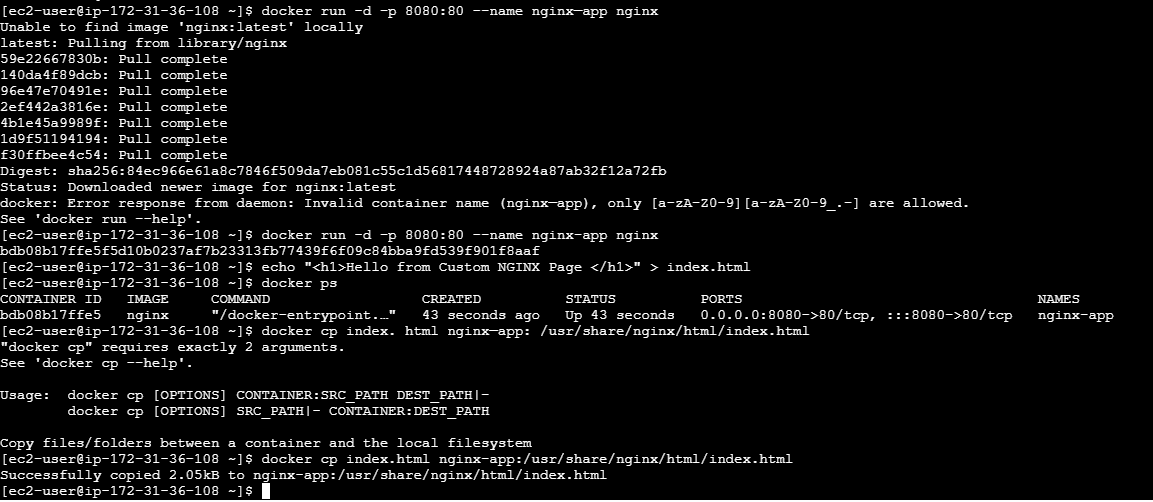 [ec2-user@ip-172-31-36-108 ~]$ docker run -d -p 8080:80 --name nginx—app nginx
Unable to find image 'nginx:latest' locally
latest: Pulling from library/nginx
59e22667830b: Pull complete
140da4f89dcb: Pull complete
96e47e70491e: Pull complete
2ef442a3816e: Pull complete
4b1e45a9989f: Pull complete
1d9f51194194: Pull complete
f30ffbee4c54: Pull complete
Digest: sha256:84ec966e61a8c7846f509da7eb081c55c1d56817448728924a87ab32f12a72fb
Status: Downloaded newer image for nginx:latest
docker: Error response from daemon: Invalid container name (nginx—app), only [a-zA-Z0-9][a-zA-Z0-9_.-] are allowed.
See 'docker run --help'.
[ec2-user@ip-172-31-36-108 ~]$ docker run -d -p 8080:80 --name nginx-app nginx
bdb08b17ffe5f5d10b0237af7b23313fb77439f6f09c84bba9fd539f901f8aaf
[ec2-user@ip-172-31-36-108 ~]$ echo "<h1>Hello from Custom NGINX Page </h1>" > index.html
[ec2-user@ip-172-31-36-108 ~]$ docker ps
CONTAINER ID   IMAGE     COMMAND                  CREATED          STATUS          PORTS                                   NAMES
bdb08b17ffe5   nginx     "/docker-entrypoint.…"   43 seconds ago   Up 43 seconds   0.0.0.0:8080->80/tcp, :::8080->80/tcp   nginx-app
[ec2-user@ip-172-31-36-108 ~]$ docker cp index. html nginx—app: /usr/share/nginx/html/index.html
"docker cp" requires exactly 2 arguments.
See 'docker cp --help'.
Usage:  docker cp [OPTIONS] CONTAINER:SRC_PATH DEST_PATH|-
        docker cp [OPTIONS] SRC_PATH|- CONTAINER:DEST_PATH
Copy files/folders between a container and the local filesystem
[ec2-user@ip-172-31-36-108 ~]$ docker cp index.html nginx-app:/usr/share/nginx/html/index.html
Successfully copied 2.05kB to nginx-app:/usr/share/nginx/html/index.html
[ec2-user@ip-172-31-36-108 ~]$